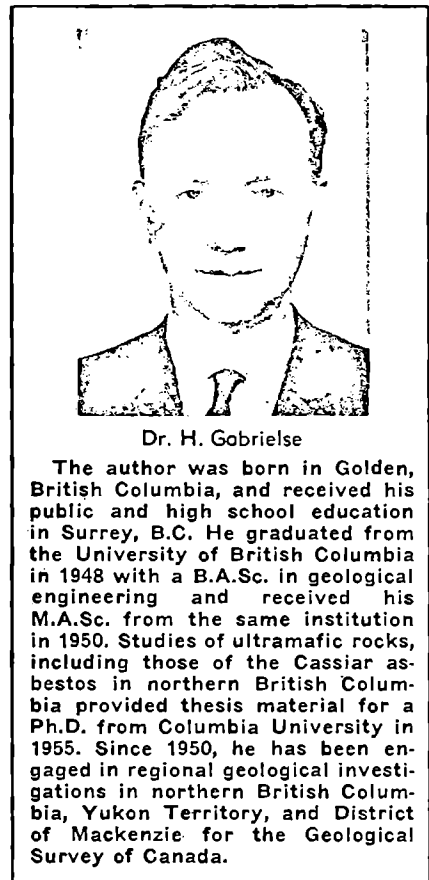 Dr. H. Gabrielse
The author was born in Golden,
British Columbia, and received his
public and high school education
in Surrey, B.C. He graduated from
the University of British Columbia
in 1948 with a B.A.Sc. in geological
engineering and received his
M.A.Sc. from the same institution
in 1950. Studies of ultramafic rocks,
including those of the Cassiar as-
bestos in northern British Colum-
bia provided thesis material for a
Ph.D. from Columbia University in
1955. Since 1950, he has been en-
gaged in regional geological investi-
gations in northern British Colum-
bia, Yukon Territory, and District
of Mackenzie for the Geological
Survey of Canada.